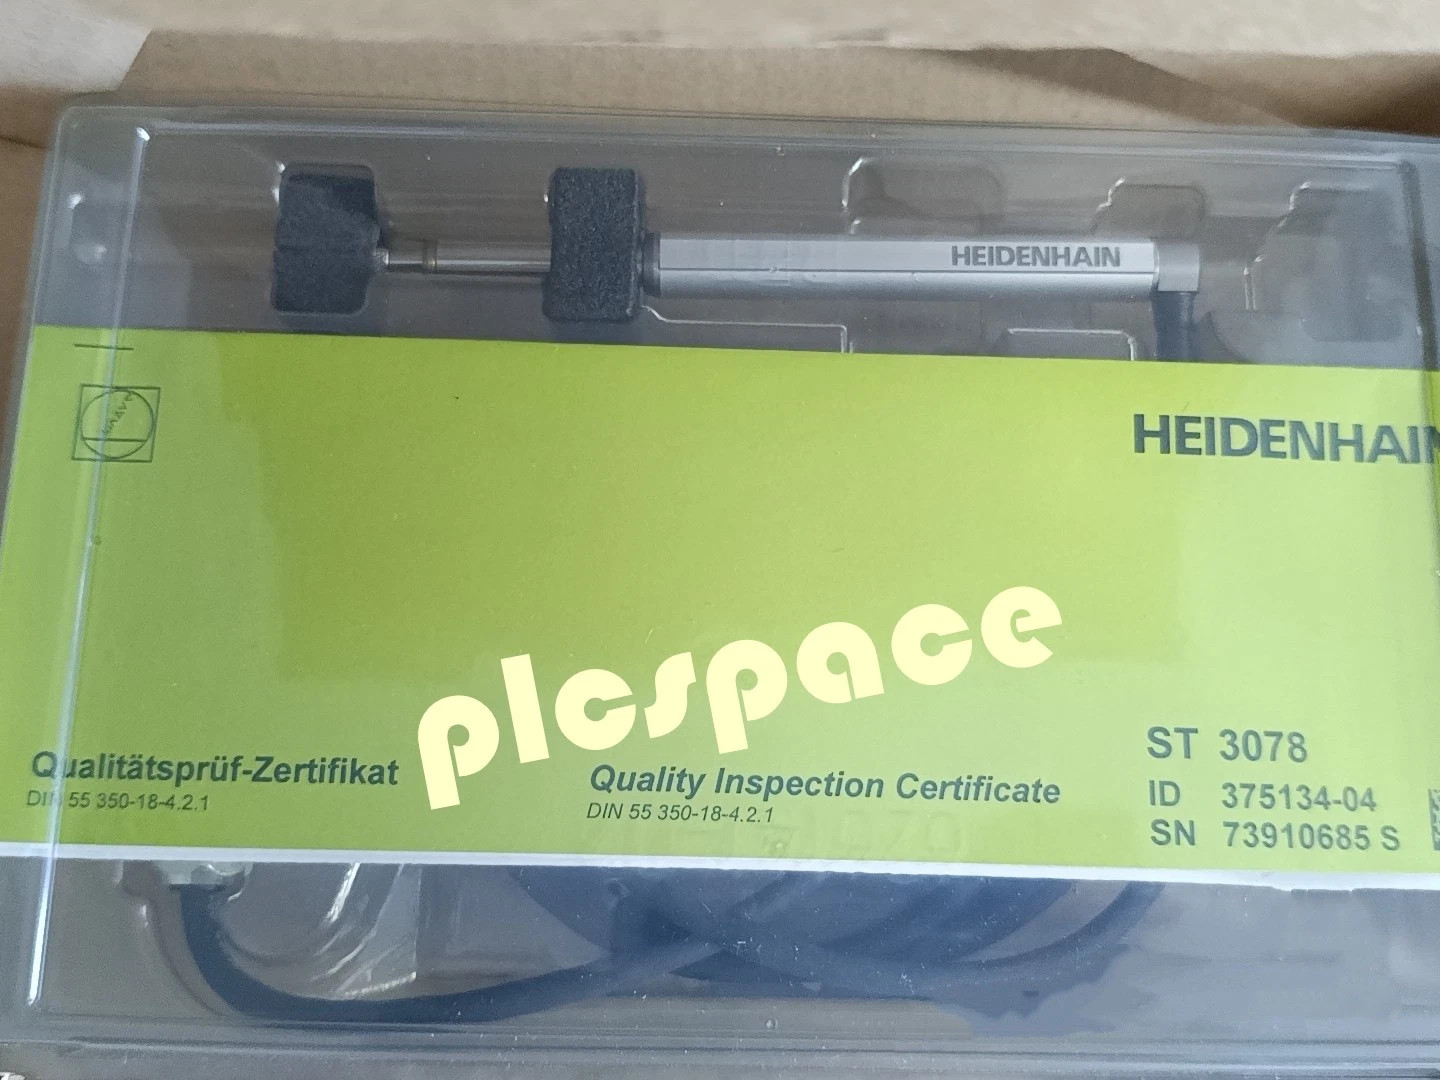 HEIDENHAIN
HEIDENHAIN
plcspace
Qualitätsprüf-Zertifikat
DIN 55 350-18-4.2.1
Quality Inspection Certificate
DIN 55 350-18-4.2.1
ST 3078
ID 375134-04
SN 73910685 S